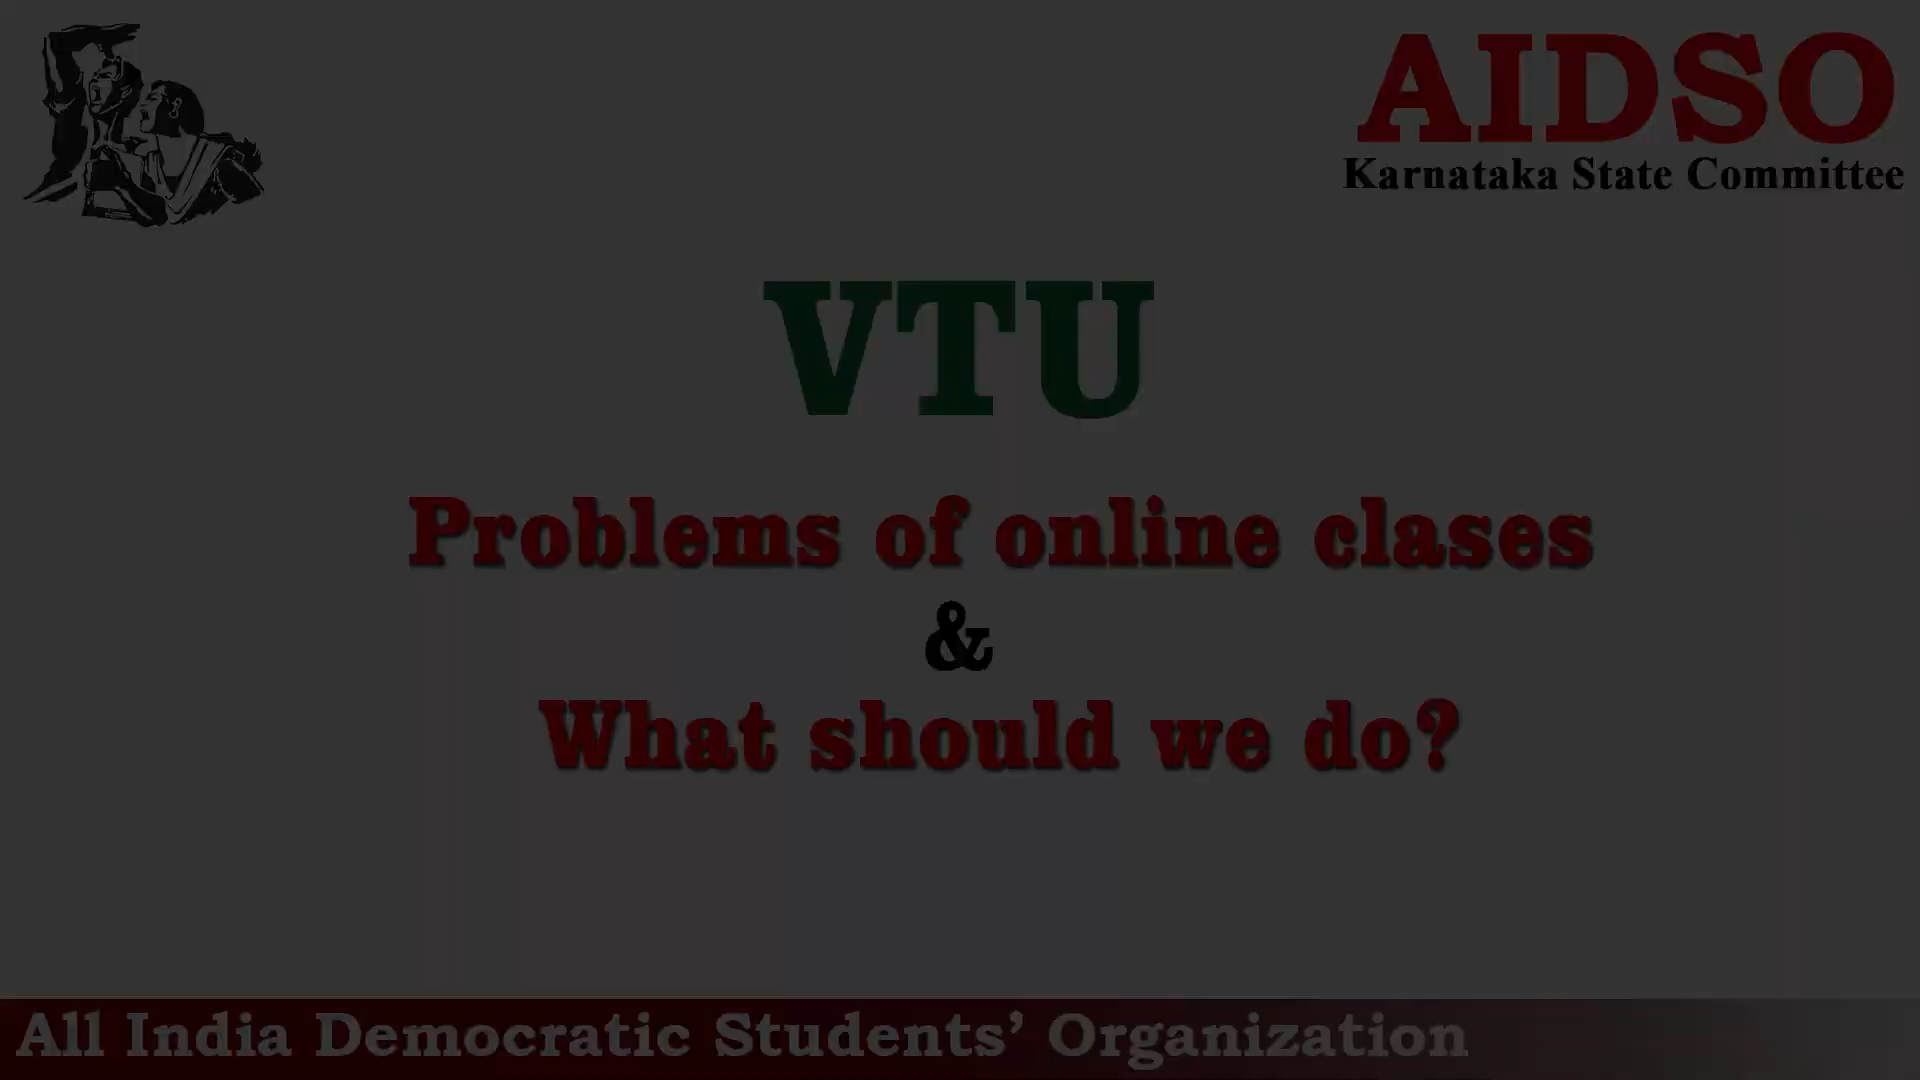 AIDSO
Karnataka State Committee
VTU
Problems of online clases
&
What should we do?
All India Democratic Students’ Organization